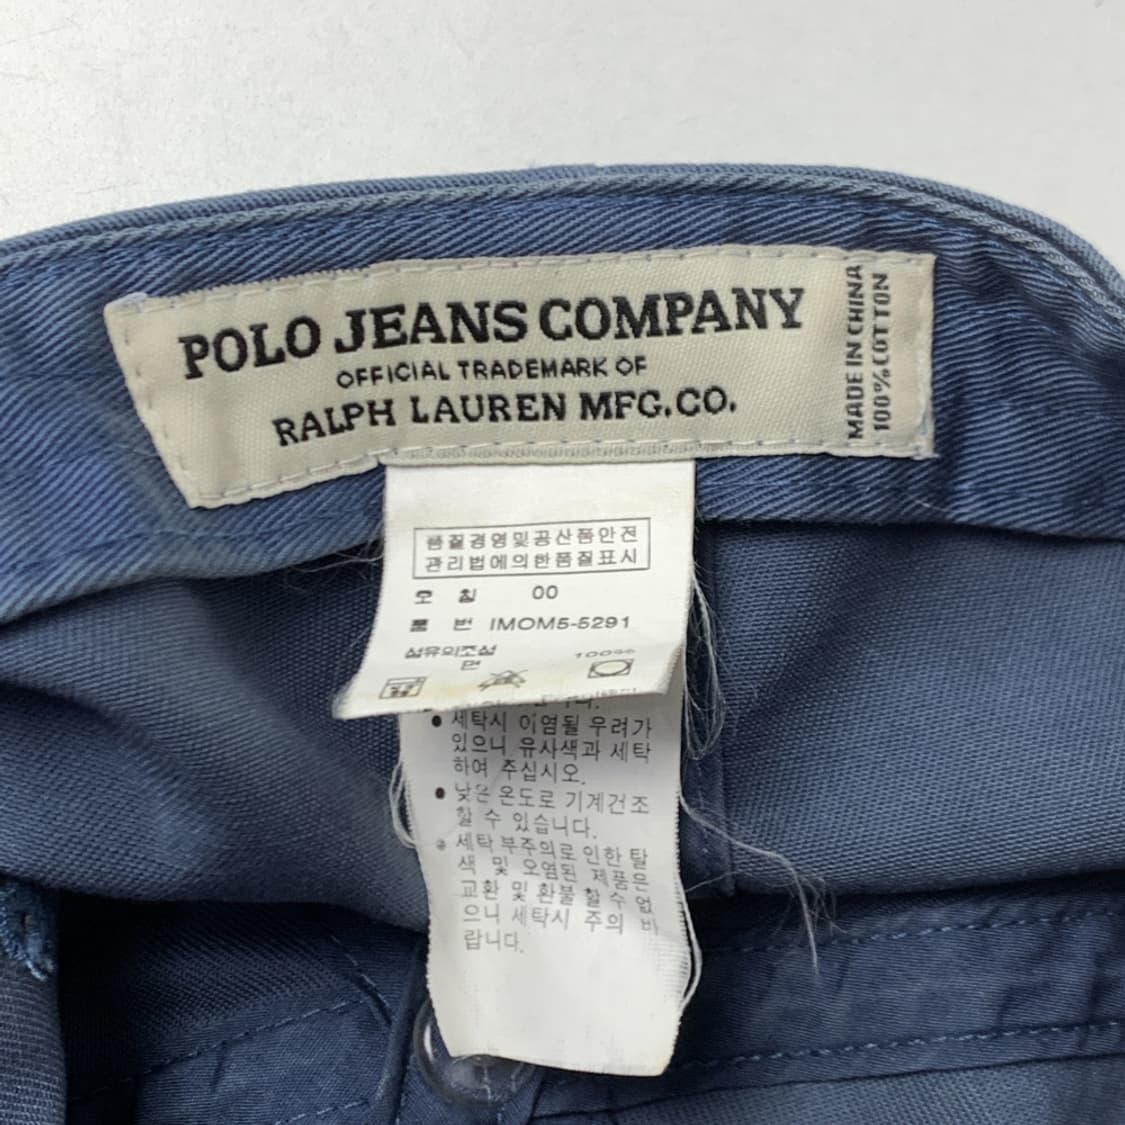 POLO JEANS COMPANY
OFFICIAL TRADEMARK OF
RALPH LAUREN MFG.CO.
MADE IN CHINA
100% COTTON
품질경영및공산품안전
관리법에의한품질표시
호 칭 00
품 번 IMOM5-5291
섬유의조성
면 100%
• 세탁시 이염될 우려가
있으니 유사색과 세탁
하여 주십시오.
• 낮은 온도로 기계건조
할 수 있습니다.
※ 세탁 부주의로 인한 탈
색 및 오염된 제품은
교환 및 환불 할 수 없
으니 세탁시 주의 바
랍니다.